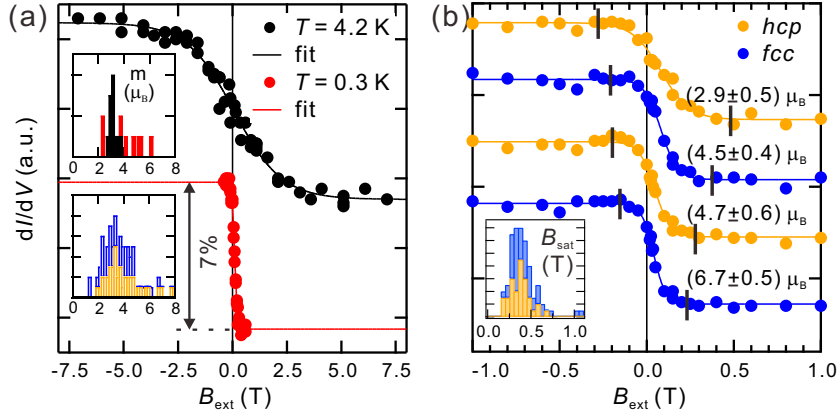 (a)
T = 4.2 K
fit
T = 0.3 K
fit
m
(μB)
0 2 4 6 8
0 2 4 6 8
7%
dI/dV (a.u.)
-7.5 -5.0 -2.5 0.0 2.5 5.0 7.5
Bext (T)
(b)
hcp
fcc
(2.9±0.5) μB
(4.5±0.4) μB
(4.7±0.6) μB
(6.7±0.5) μB
Bsat
(T)
0.0 0.5 1.0
-1.0 -0.5 0.0 0.5 1.0
Bext (T)